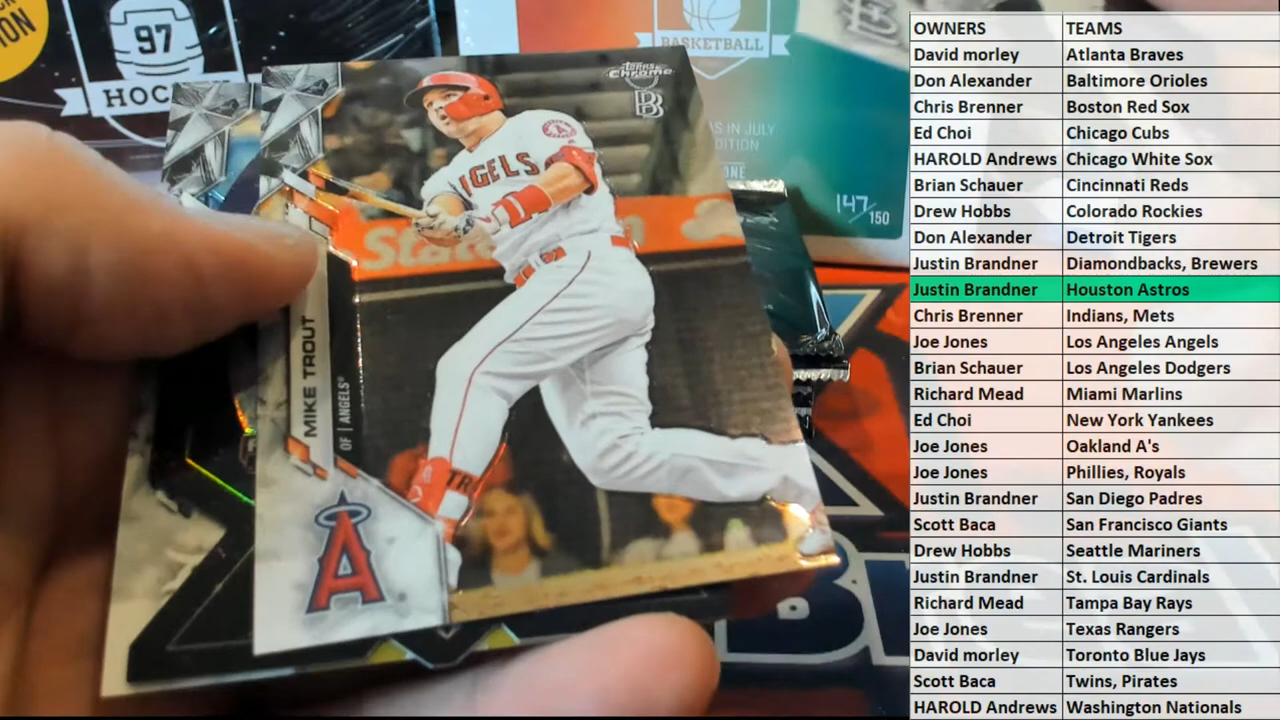 97
HOC
BASKETBALL
AS IN JULY
DITION
ONE
147/150
Topps
Chrome
B
ANGELS
State
MIKE TROUT
OF | ANGELS®
A
OWNERS TEAMS
David morley Atlanta Braves
Don Alexander Baltimore Orioles
Chris Brenner Boston Red Sox
Ed Choi Chicago Cubs
HAROLD Andrews Chicago White Sox
Brian Schauer Cincinnati Reds
Drew Hobbs Colorado Rockies
Don Alexander Detroit Tigers
Justin Brandner Diamondbacks, Brewers
Justin Brandner Houston Astros
Chris Brenner Indians, Mets
Joe Jones Los Angeles Angels
Brian Schauer Los Angeles Dodgers
Richard Mead Miami Marlins
Ed Choi New York Yankees
Joe Jones Oakland A's
Joe Jones Phillies, Royals
Justin Brandner San Diego Padres
Scott Baca San Francisco Giants
Drew Hobbs Seattle Mariners
Justin Brandner St. Louis Cardinals
Richard Mead Tampa Bay Rays
Joe Jones Texas Rangers
David morley Toronto Blue Jays
Scott Baca Twins, Pirates
HAROLD Andrews Washington Nationals